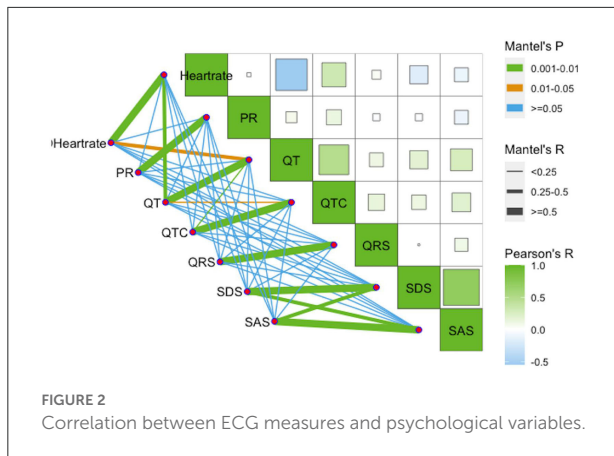 Heartrate
PR
QT
QTC
QRS
SDS
SAS
Heartrate
PR
QT
QTC
QRS
SDS
SAS
Mantel's P
0.001-0.01
0.01-0.05
>=0.05
Mantel's R
<0.25
0.25-0.5
>=0.5
Pearson's R
1.0
0.5
0.0
-0.5
FIGURE 2
Correlation between ECG measures and psychological variables.